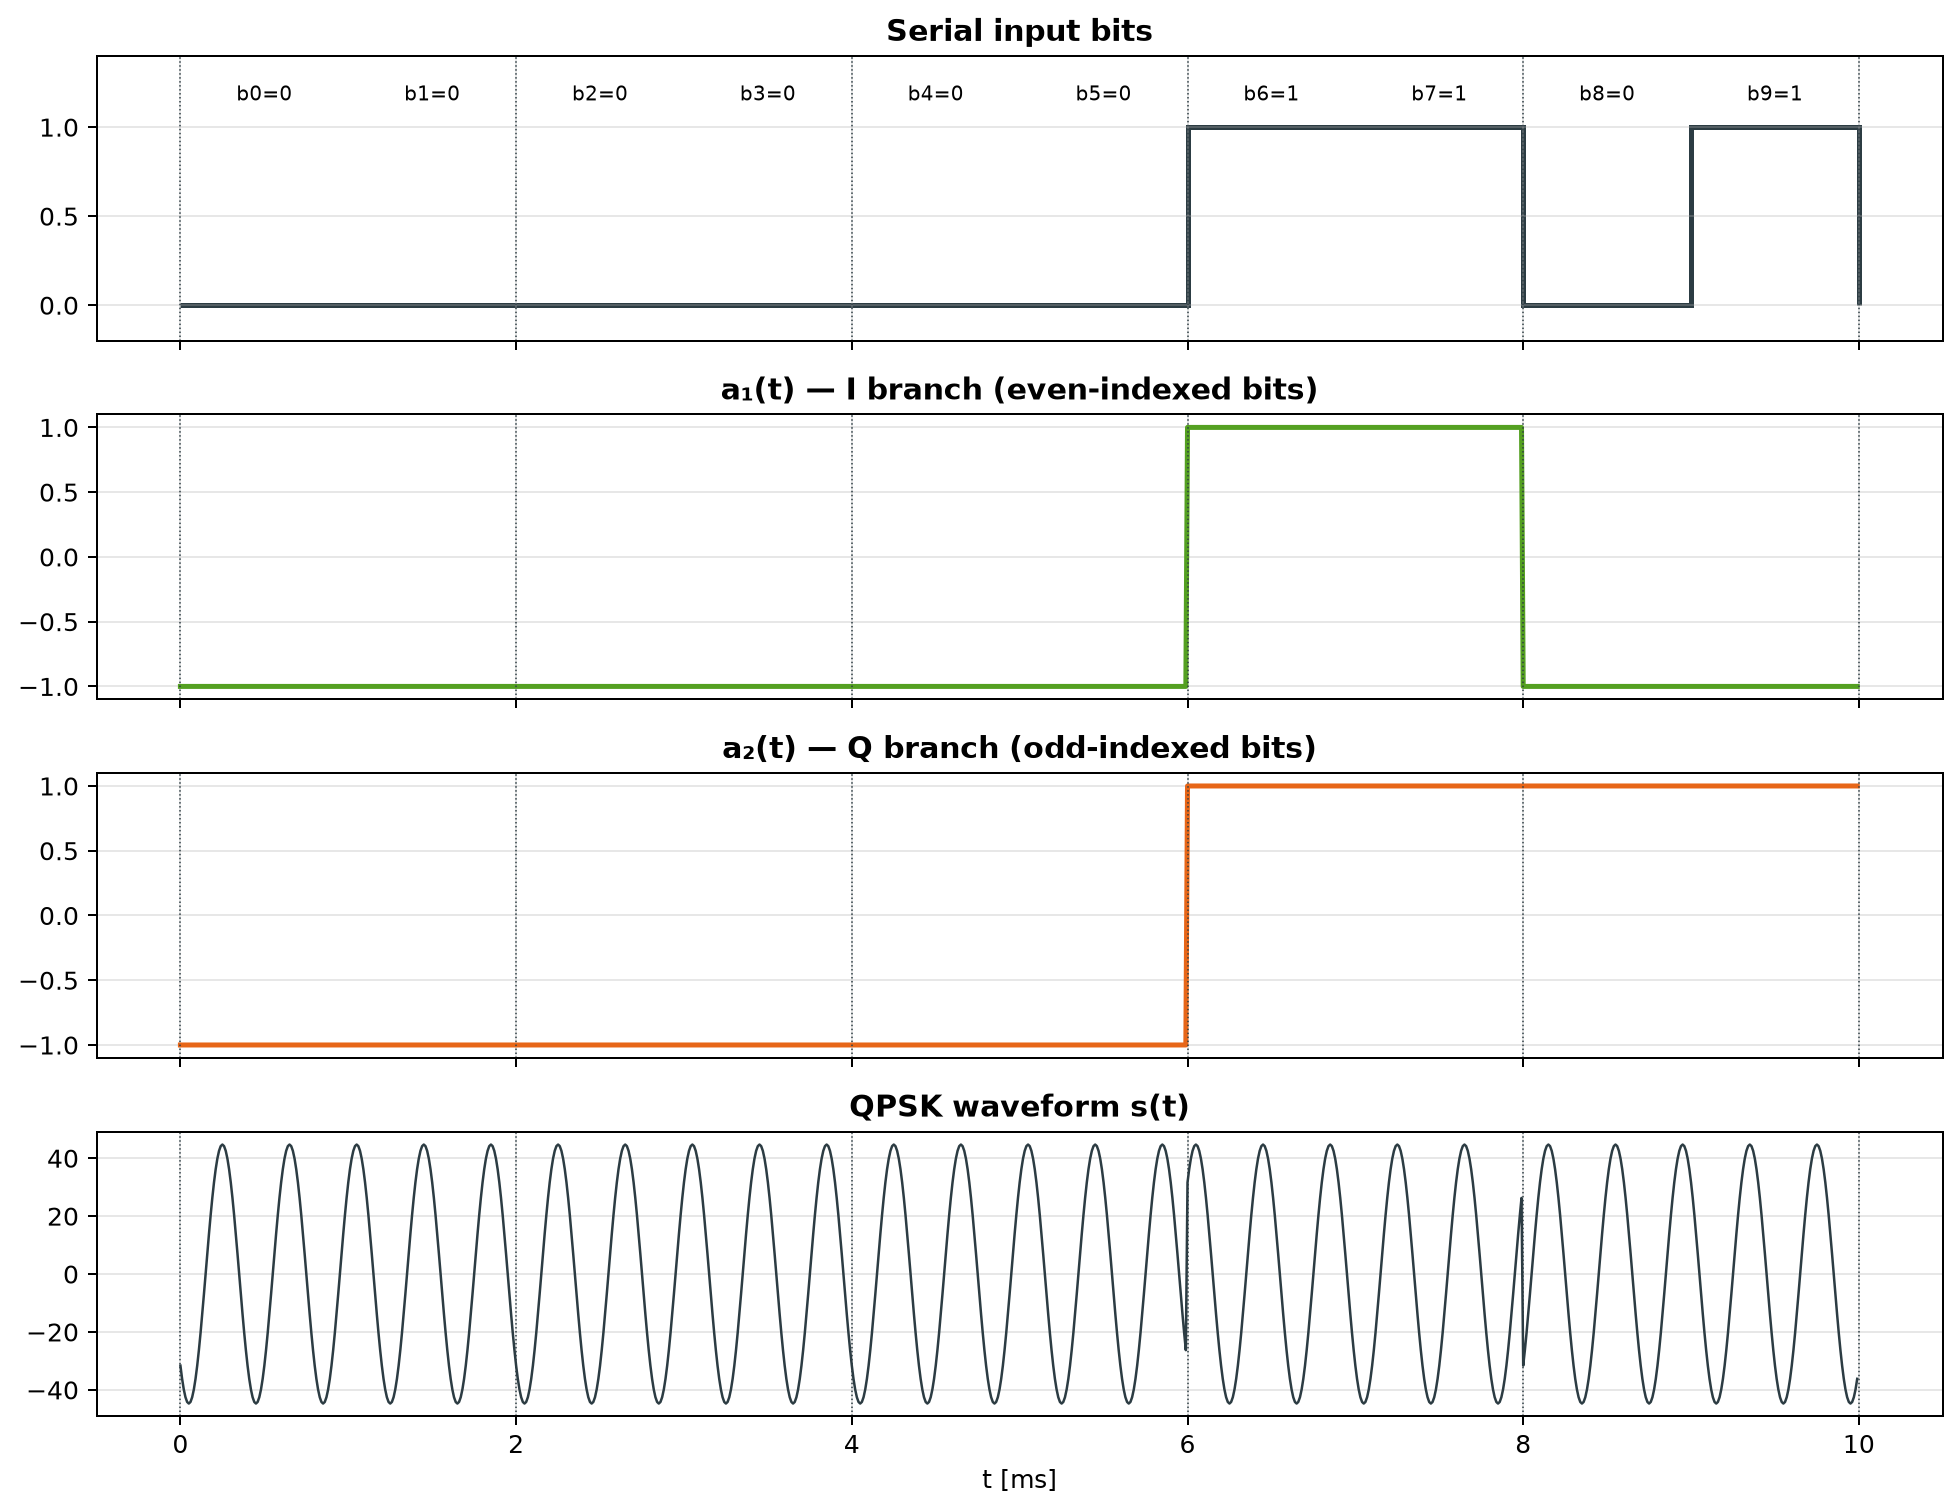 Serial input bits
b0=0 b1=0 b2=0 b3=0 b4=0 b5=0 b6=1 b7=1 b8=0 b9=1
1.0
0.5
0.0
a₁(t) — I branch (even-indexed bits)
1.0
0.5
0.0
−0.5
−1.0
a₂(t) — Q branch (odd-indexed bits)
1.0
0.5
0.0
−0.5
−1.0
QPSK waveform s(t)
40
20
0
−20
−40
0 2 4 6 8 10
t [ms]